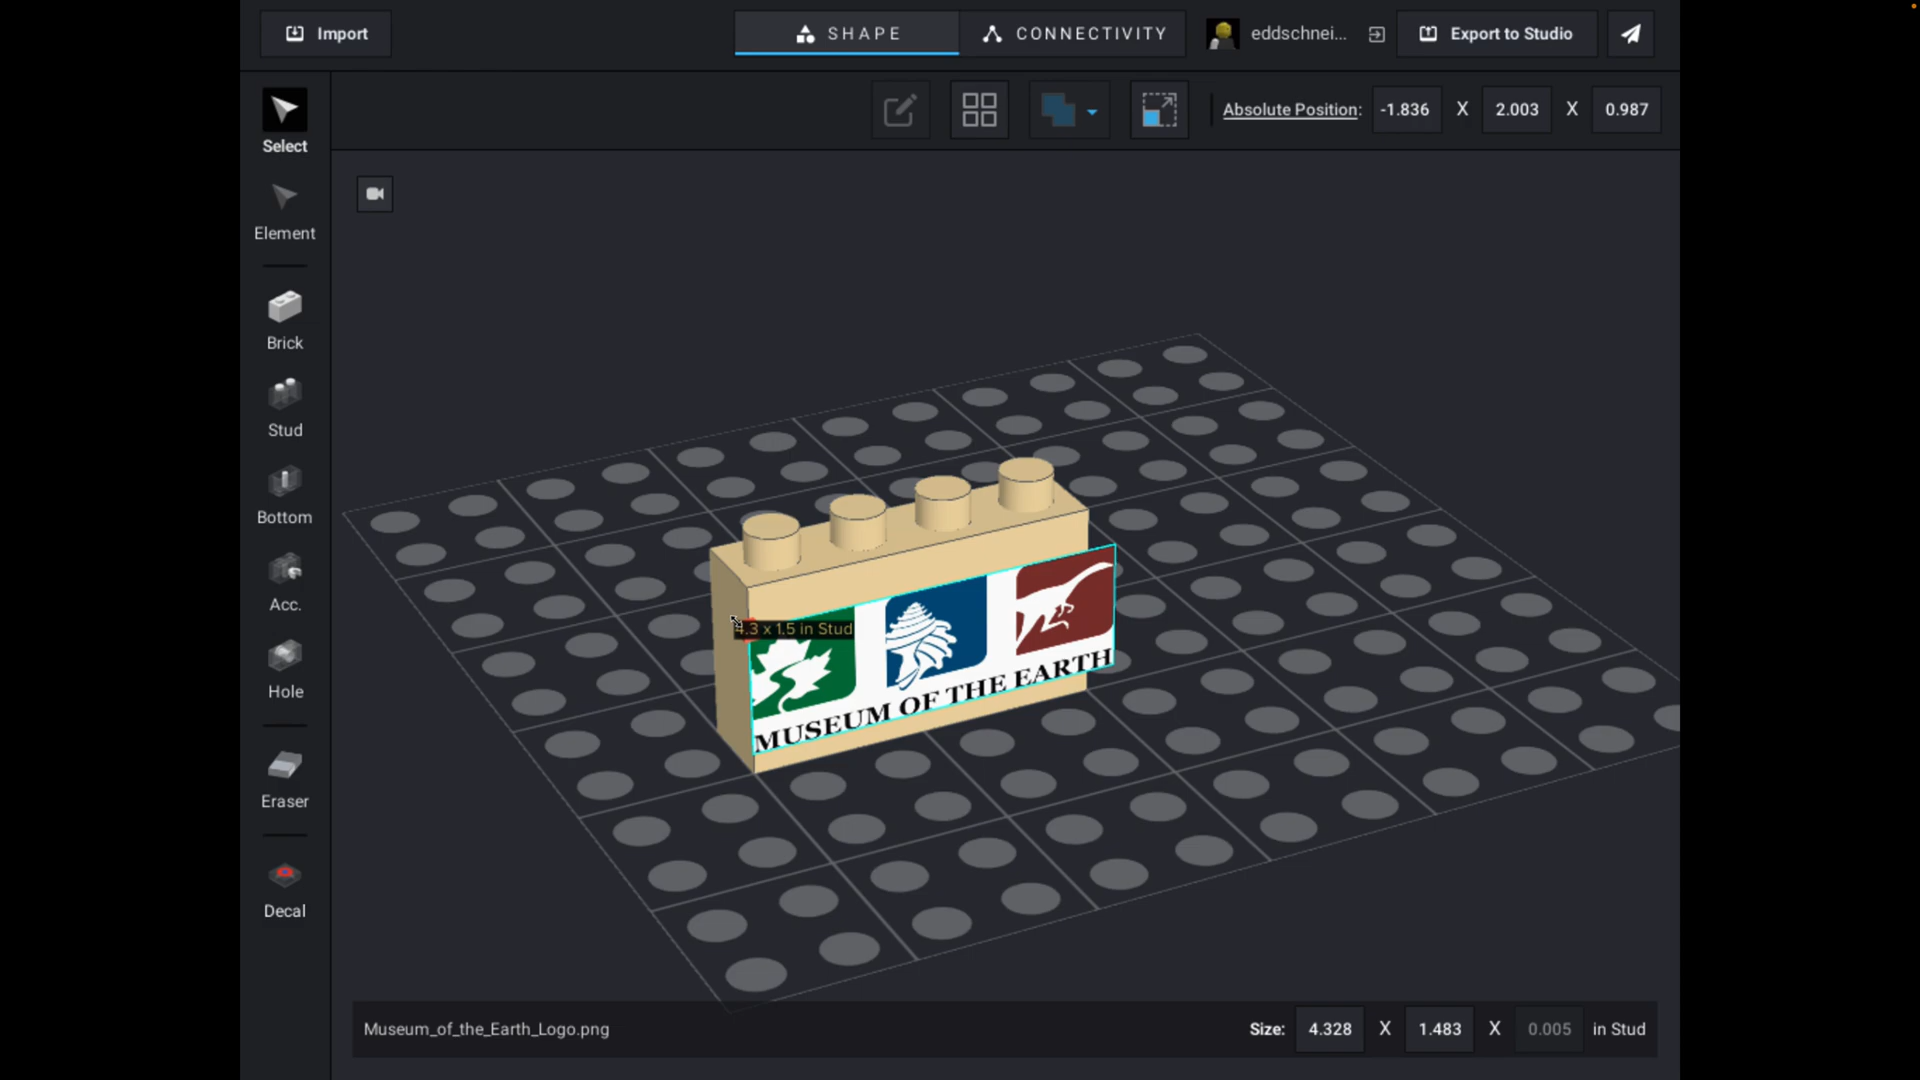 Import
SHAPE
CONNECTIVITY
eddschnei...
Export to Studio
Absolute Position: -1.836 X 2.003 X 0.987
Select
Element
Brick
Stud
Bottom
Acc.
Hole
Eraser
Decal
4.3 x 1.5 in Stud
MUSEUM OF THE EARTH
Museum_of_the_Earth_Logo.png
Size: 4.328 X 1.483 X 0.005 in Stud